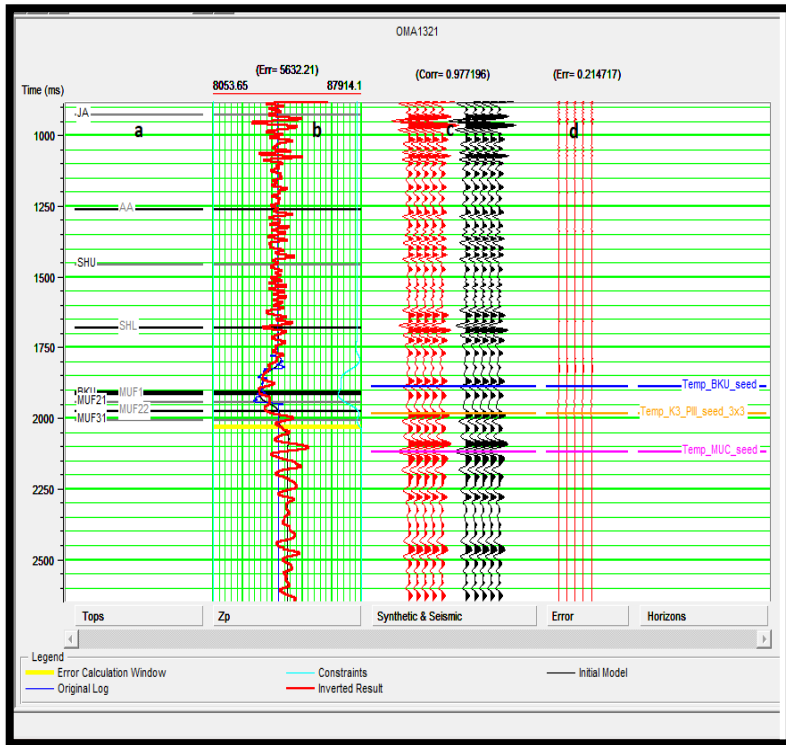 OMA1321
(Err= 5632.21) (Corr= 0.977196) (Err= 0.214717)
8053.65 87914.1
Time (ms)
JA
a b c d
1000
AA
1250
SHU
1500
SHL
1750
Temp_BKU_seed
BKU MUF1
MUF21
MUF22 Temp_K3_Pill_seed_3x3
2000
MUF31
Temp_MUC_seed
2250
2500
Tops Zp Synthetic & Seismic Error Horizons
Legend
Error Calculation Window Constraints Initial Model
Original Log Inverted Result